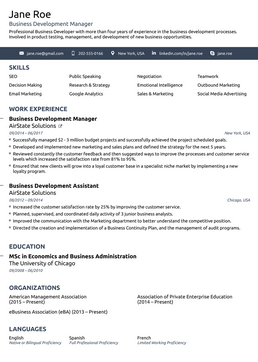 Jane Roe
Business Development Manager
Professional Business Developer with more than four years of experience in the business development processes.
Involved in product testing, management, and development of new business opportunities.
jane.roe@gmail.com 202-555-0166 New York, USA linkedin.com/in/jane.roe jane.roe
SKILLS
SEO Public Speaking Negotiation Teamwork
Decision Making Research & Strategy Emotional Intelligence Outbound Marketing
Email Marketing Google Analytics Sales & Marketing Social Media Advertising
WORK EXPERIENCE
Business Development Manager
AirState Solutions
09/2014 – 06/2017 New York, USA
• Successfully managed $2 - 3 million budget projects and successfully achieved the project scheduled goals.
• Developed and implemented new marketing and sales plans and defined the strategy for the next 5 years.
• Reviewed constantly the customer feedback and then suggested ways to improve the processes and customer service
levels which increased the satisfaction rate from 81% to 95%.
• Ensured that new clients will grow into a loyal customer base in a specialist niche market by implementing a new
loyalty program.
Business Development Assistant
AirState Solutions
08/2012 – 09/2014 Chicago, USA
• Increased the customer satisfaction rate by 25% by improving the customer service.
• Planned, supervised, and coordinated daily activity of 3 junior business analysts.
• Improved the communication with the Marketing department to better understand the competitive position.
• Directed the creation and implementation of a Business Continuity Plan, and the management of audit programs.
EDUCATION
MSc in Economics and Business Administration
The University of Chicago
09/2008 – 06/2010
ORGANIZATIONS
American Management Association
(2015 – Present)
Association of Private Enterprise Education
(2014 – Present)
eBusiness Association (eBA) (2013 – Present)
LANGUAGES
English Spanish French
Native or Bilingual Proficiency Full Professional Proficiency Limited Working Proficiency